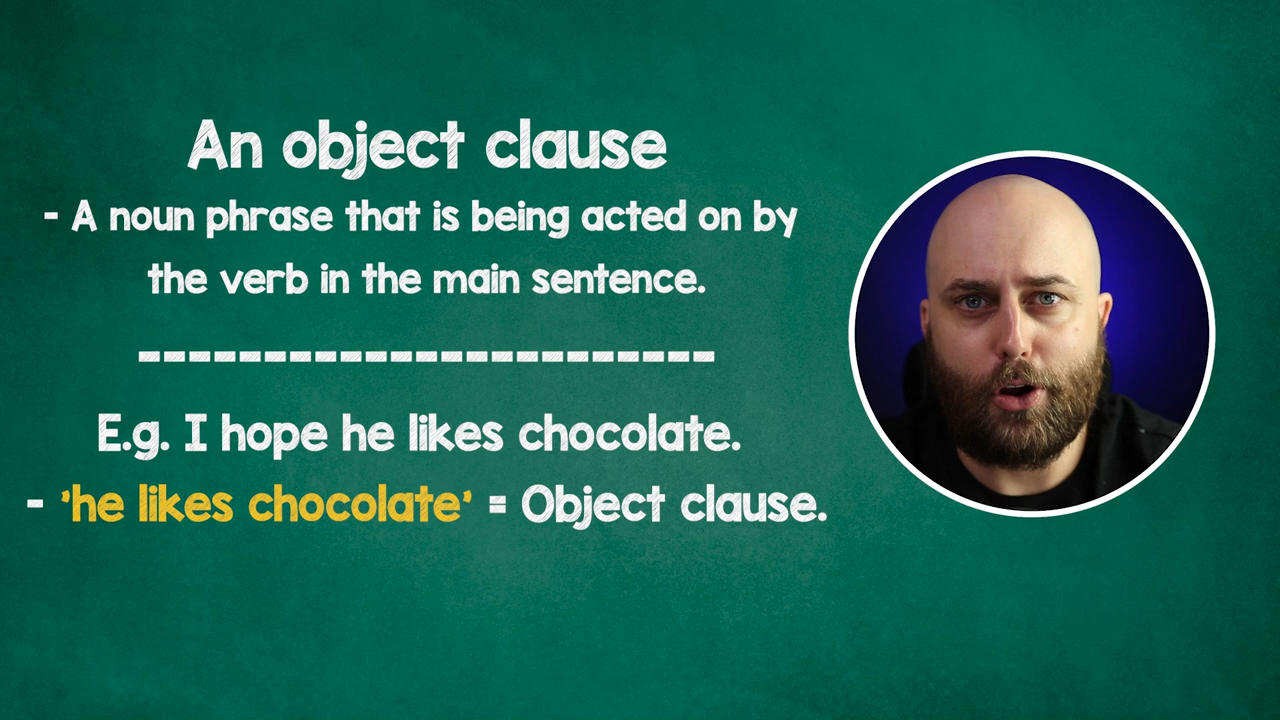 An object clause
- A noun phrase that is being acted on by
the verb in the main sentence.
-----------------------
E.g. I hope he likes chocolate.
- 'he likes chocolate' = Object clause.